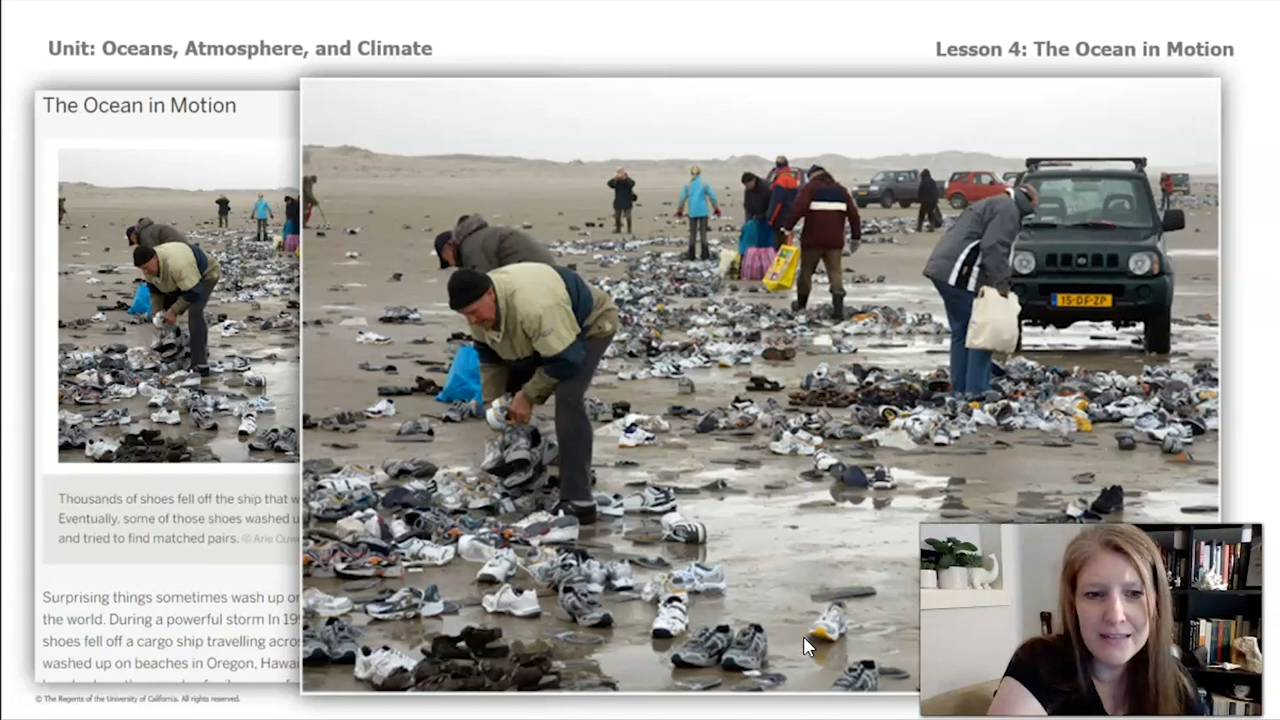 Unit: Oceans, Atmosphere, and Climate
Lesson 4: The Ocean in Motion
The Ocean in Motion
15-DF-ZP
Thousands of shoes fell off the ship that
Eventually, some of those shoes washed
and tried to find matched pairs. © Arie
Surprising things sometimes wash up
the world. During a powerful storm In
shoes fell off a cargo ship travelling
washed up on beaches in Oregon,
© The Regents of the University of California. All rights reserved.